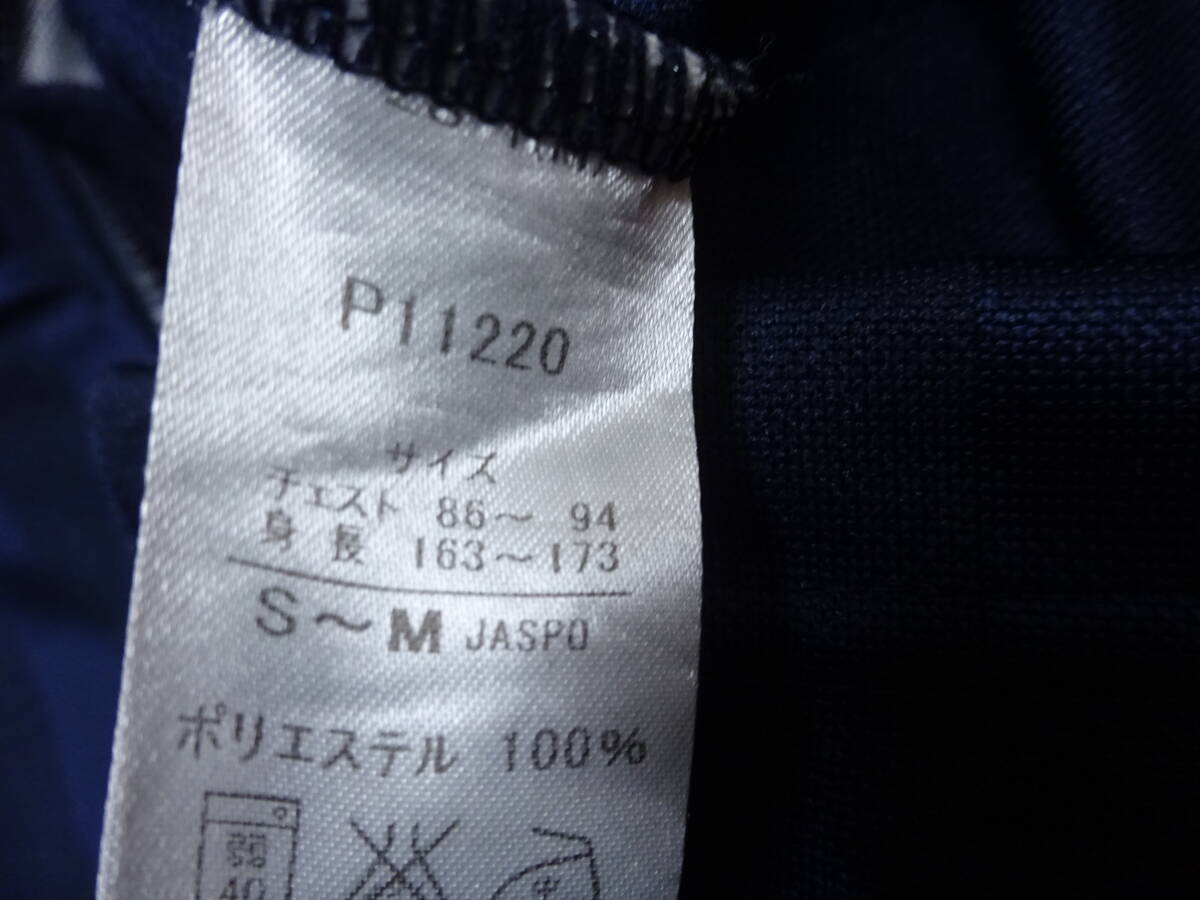 P11220
サイズ
チェスト 86～ 94
身 長 163～173
S～M JASPO
ポリエステル 100%
弱
40
中